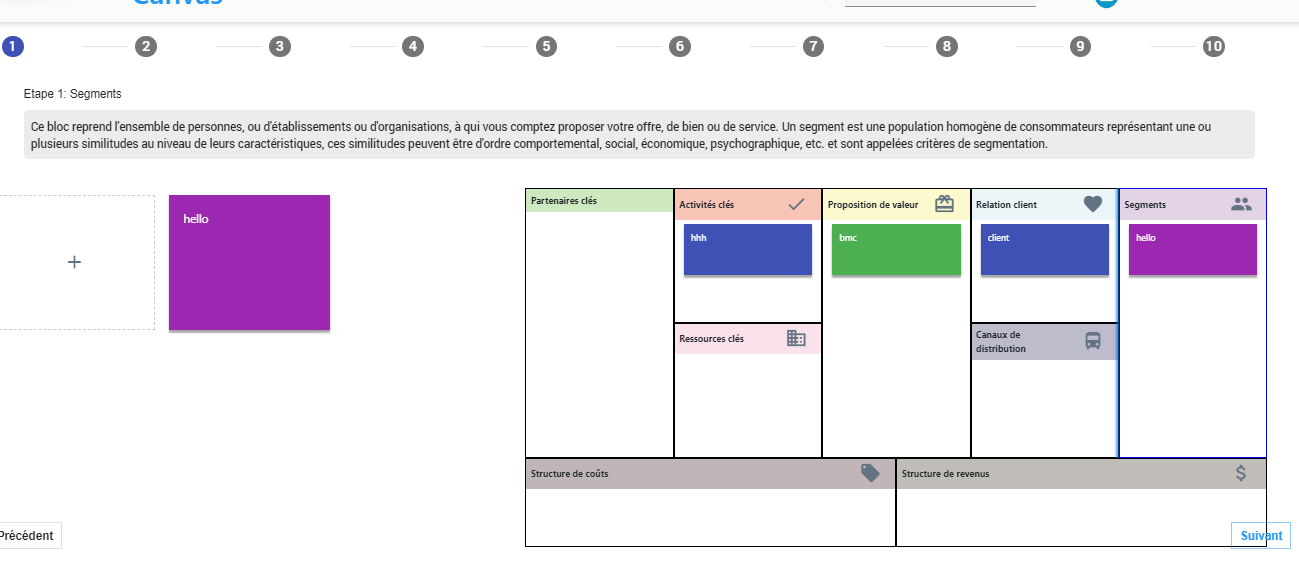 Canvas
1 2 3 4 5 6 7 8 9 10
Etape 1: Segments
Ce bloc reprend l'ensemble de personnes, ou d'établissements ou d'organisations, à qui vous comptez proposer votre offre, de bien ou de service. Un segment est une population homogène de consommateurs représentant une ou
plusieurs similitudes au niveau de leurs caractéristiques, ces similitudes peuvent être d'ordre comportemental, social, économique, psychographique, etc. et sont appelées critères de segmentation.
+
hello
Partenaires clés
Activités clés
hhh
Ressources clés
Proposition de valeur
bmc
Relation client
client
Canaux de
distribution
Segments
hello
Structure de coûts
Structure de revenus
$
Précédent
Suivant